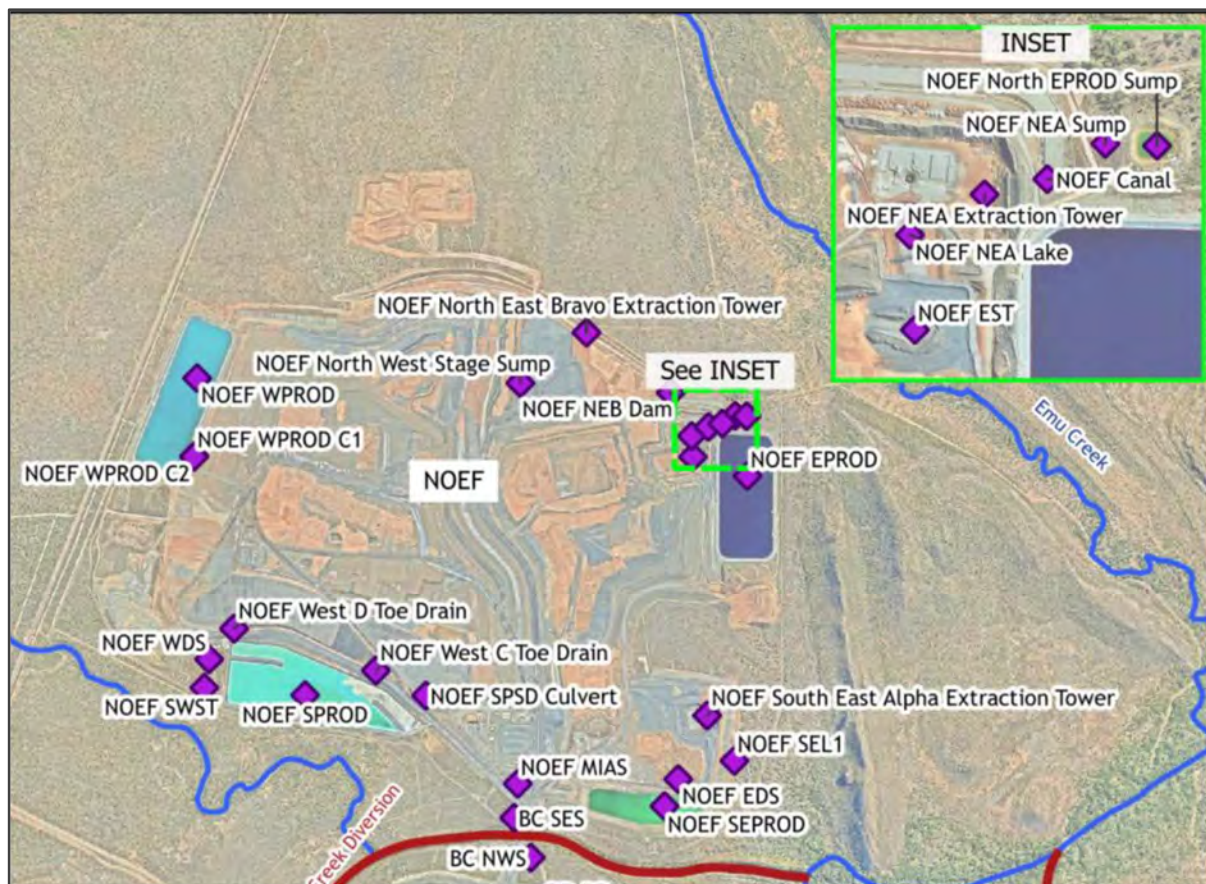 INSET
NOEF North EPROD Sump
NOEF NEA Sump
NOEF Canal
NOEF NEA Extraction Tower
NOEF NEA Lake
NOEF EST
NOEF North East Bravo Extraction Tower
NOEF North West Stage Sump
See INSET
NOEF WPROD
NOEF NEB Dam
Emu Creek
NOEF WPROD C1
NOEF WPROD C2
NOEF
NOEF EPROD
NOEF West D Toe Drain
NOEF WDS
NOEF West C Toe Drain
NOEF SWST
NOEF SPROD
NOEF SPSD Culvert
NOEF South East Alpha Extraction Tower
NOEF SEL1
NOEF MIAS
NOEF EDS
BC SES
NOEF SEPROD
Creek Diversion
BC NWS